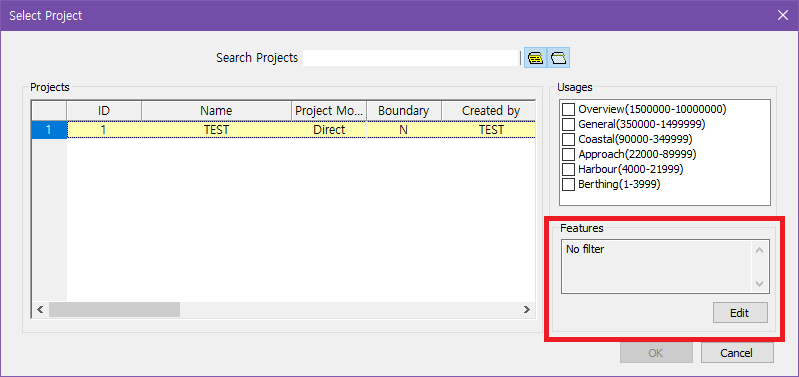 Select Project
Search Projects
Projects
ID Name Project Mo... Boundary Created by
1 1 TEST Direct N TEST
Usages
Overview(1500000-10000000)
General(350000-1499999)
Coastal(90000-349999)
Approach(22000-89999)
Harbour(4000-21999)
Berthing(1-3999)
Features
No filter
Edit
OK Cancel